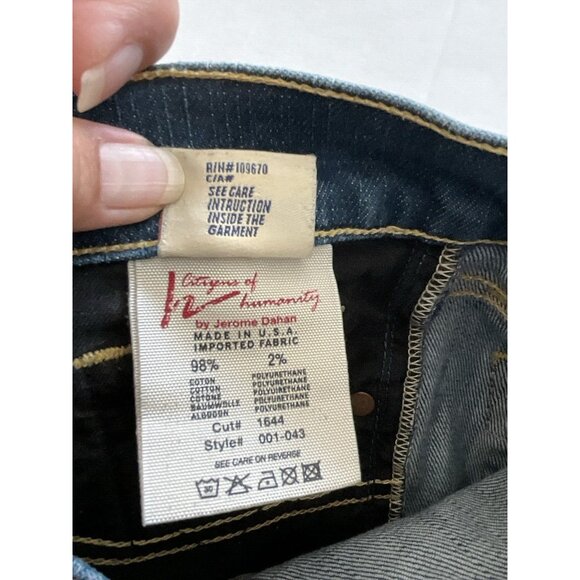 R/N#109670
C/A#
SEE CARE
INTRUCTION
INSIDE THE
GARMENT
Citizens of
humanity
by Jerome Dahan
MADE IN U.S.A.
IMPORTED FABRIC
98% 2%
COTON POLYURETHANE
COTTON POLYURETHANE
COTONE POLYURETHANE
BAUMWOLLE POLYURETHANE
ALGODON POLYURETHANE
Cut# 1644
Style# 001-043
SEE CARE ON REVERSE
30